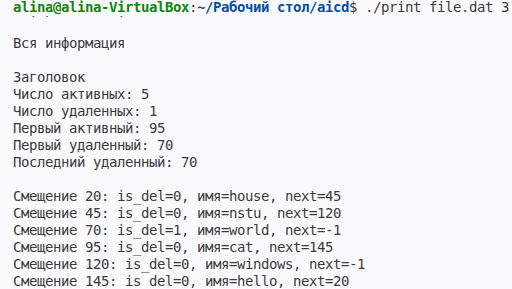 alina@alina-VirtualBox:~/Рабочий стол/aicd$ ./print file.dat 3
Вся информация
Заголовок
Число активных: 5
Число удаленных: 1
Первый активный: 95
Первый удаленный: 70
Последний удаленный: 70
Смещение 20: is_del=0, имя=house, next=45
Смещение 45: is_del=0, имя=nstu, next=120
Смещение 70: is_del=1, имя=world, next=-1
Смещение 95: is_del=0, имя=cat, next=145
Смещение 120: is_del=0, имя=windows, next=-1
Смещение 145: is_del=0, имя=hello, next=20